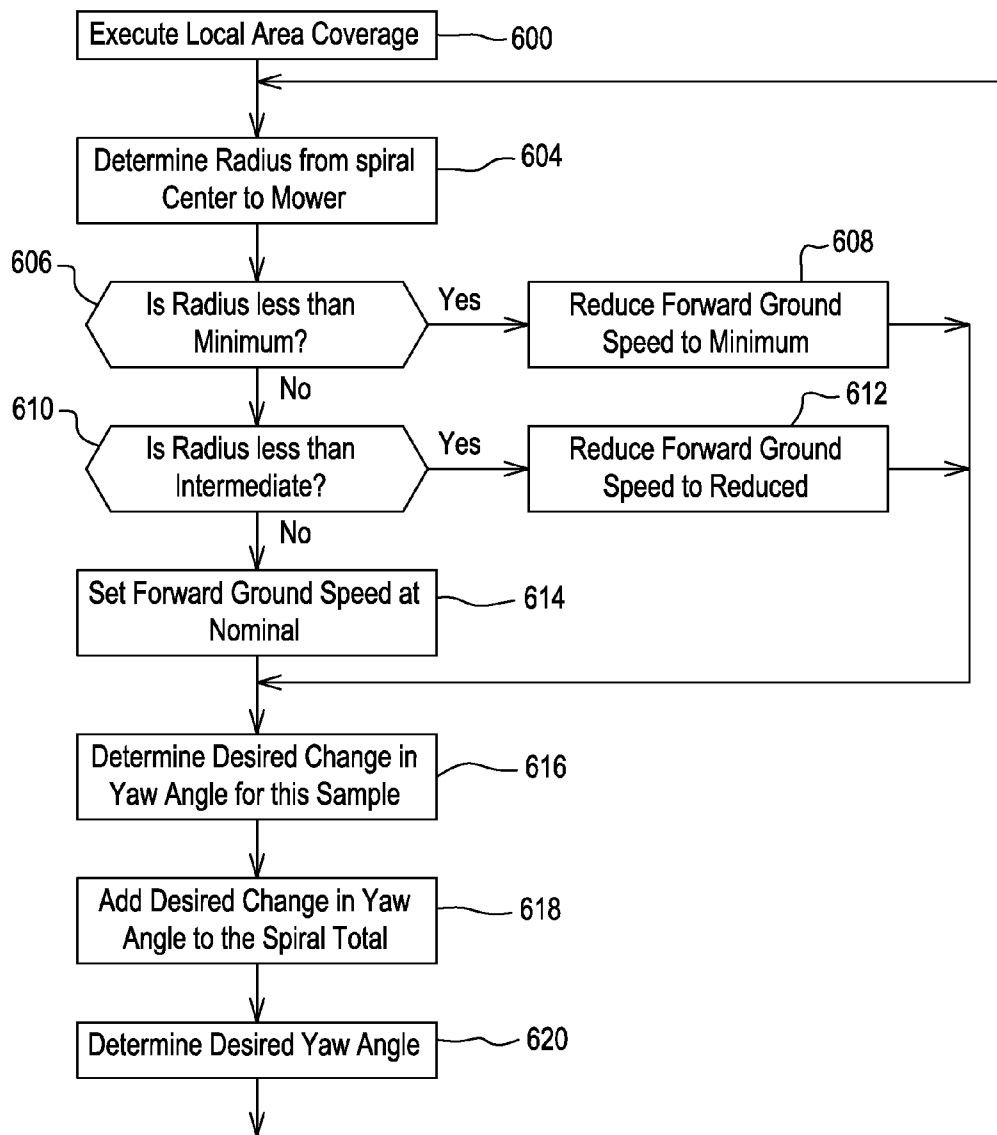 Execute Local Area Coverage
600
Determine Radius from spiral
Center to Mower
604
606
Is Radius less than
Minimum?
Yes
608
Reduce Forward Ground
Speed to Minimum
No
610
Is Radius less than
Intermediate?
Yes
612
Reduce Forward Ground
Speed to Reduced
No
Set Forward Ground Speed at
Nominal
614
Determine Desired Change in
Yaw Angle for this Sample
616
Add Desired Change in Yaw
Angle to the Spiral Total
618
Determine Desired Yaw Angle
620